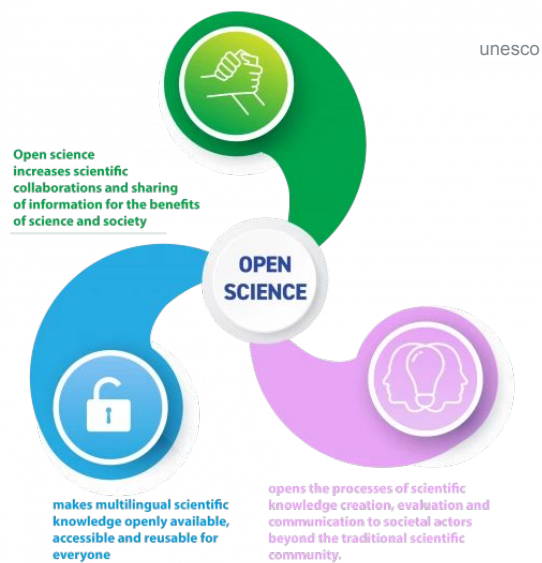 unesco
Open science
increases scientific
collaborations and sharing
of information for the benefits
of science and society
OPEN
SCIENCE
makes multilingual scientific
knowledge openly available,
accessible and reusable for
everyone
opens the processes of scientific
knowledge creation, evaluation and
communication to societal actors
beyond the traditional scientific
community.